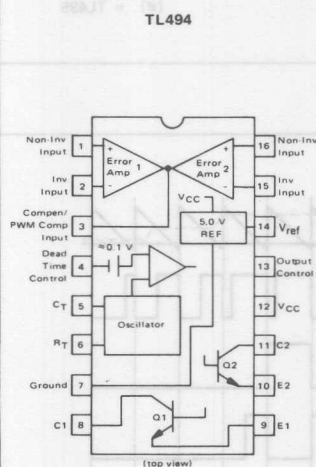 TL494
Non-Inv
Input
1
+
Error
Amp
1
Error
Amp
2
+
16
Non-Inv
Input
Inv
Input
2
-
-
15
Inv
Input
Compen/
PWM Comp
Input
3
VCC
5.0 V
REF
14
Vref
Dead
Time
Control
4
≈0.1 V
13
Output
Control
CT
5
Oscillator
12
VCC
RT
6
11
C2
Q2
Ground
7
10
E2
C1
8
Q1
9
E1
(top view)